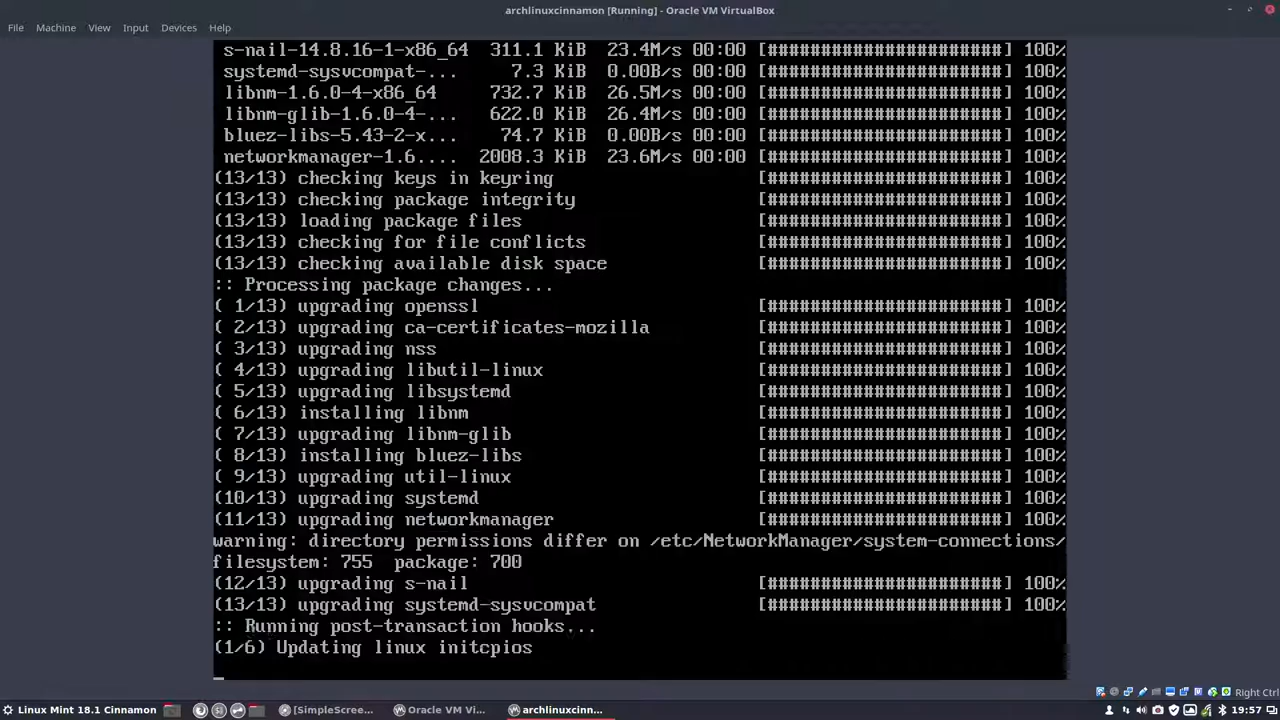 archlinuxcinnamon [Running] - Oracle VM VirtualBox
File Machine View Input Devices Help
s-nail-14.8.16-1-x86_64 311.1 KiB 23.4M/s 00:00 [######################] 100%
systemd-sysvcompat-... 7.3 KiB 0.00B/s 00:00 [######################] 100%
libnm-1.6.0-4-x86_64 732.7 KiB 26.5M/s 00:00 [######################] 100%
libnm-glib-1.6.0-4-... 622.0 KiB 26.4M/s 00:00 [######################] 100%
bluez-libs-5.43-2-x... 74.7 KiB 0.00B/s 00:00 [######################] 100%
networkmanager-1.6.... 2008.3 KiB 23.6M/s 00:00 [######################] 100%
(13/13) checking keys in keyring [######################] 100%
(13/13) checking package integrity [######################] 100%
(13/13) loading package files [######################] 100%
(13/13) checking for file conflicts [######################] 100%
(13/13) checking available disk space [######################] 100%
:: Processing package changes...
( 1/13) upgrading openssl [######################] 100%
( 2/13) upgrading ca-certificates-mozilla [######################] 100%
( 3/13) upgrading nss [######################] 100%
( 4/13) upgrading libutil-linux [######################] 100%
( 5/13) upgrading libsystemd [######################] 100%
( 6/13) installing libnm [######################] 100%
( 7/13) upgrading libnm-glib [######################] 100%
( 8/13) installing bluez-libs [######################] 100%
( 9/13) upgrading util-linux [######################] 100%
(10/13) upgrading systemd [######################] 100%
(11/13) upgrading networkmanager [######################] 100%
warning: directory permissions differ on /etc/NetworkManager/system-connections/
filesystem: 755 package: 700
(12/13) upgrading s-nail [######################] 100%
(13/13) upgrading systemd-sysvcompat [######################] 100%
:: Running post-transaction hooks...
(1/6) Updating linux initcpios
Right Ctrl
Linux Mint 18.1 Cinnamon [SimpleScree... Oracle VM Vi... archlinuxcinn... 19:57